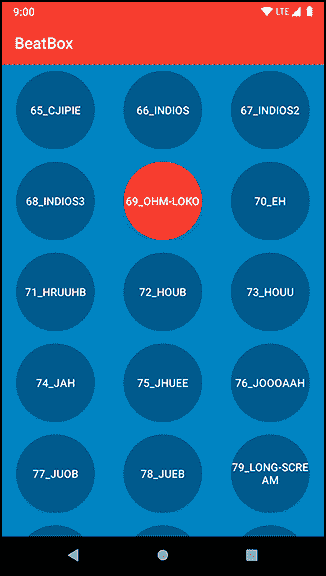 9:00 LTE
BeatBox
65_CJIPIE 66_INDIOS 67_INDIOS2
68_INDIOS3 69_OHM-LOKO 70_EH
71_HRUUHB 72_HOUB 73_HOUU
74_JAH 75_JHUEE 76_JOOOAAH
77_JUOB 78_JUEB 79_LONG-SCRE
AM